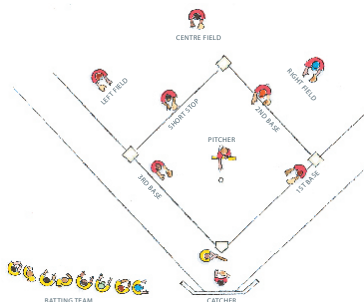 CENTRE FIELD
LEFT FIELD
RIGHT FIELD
SHORT STOP
2ND BASE
PITCHER
3RD BASE
1ST BASE
BATTING TEAM
CATCHER